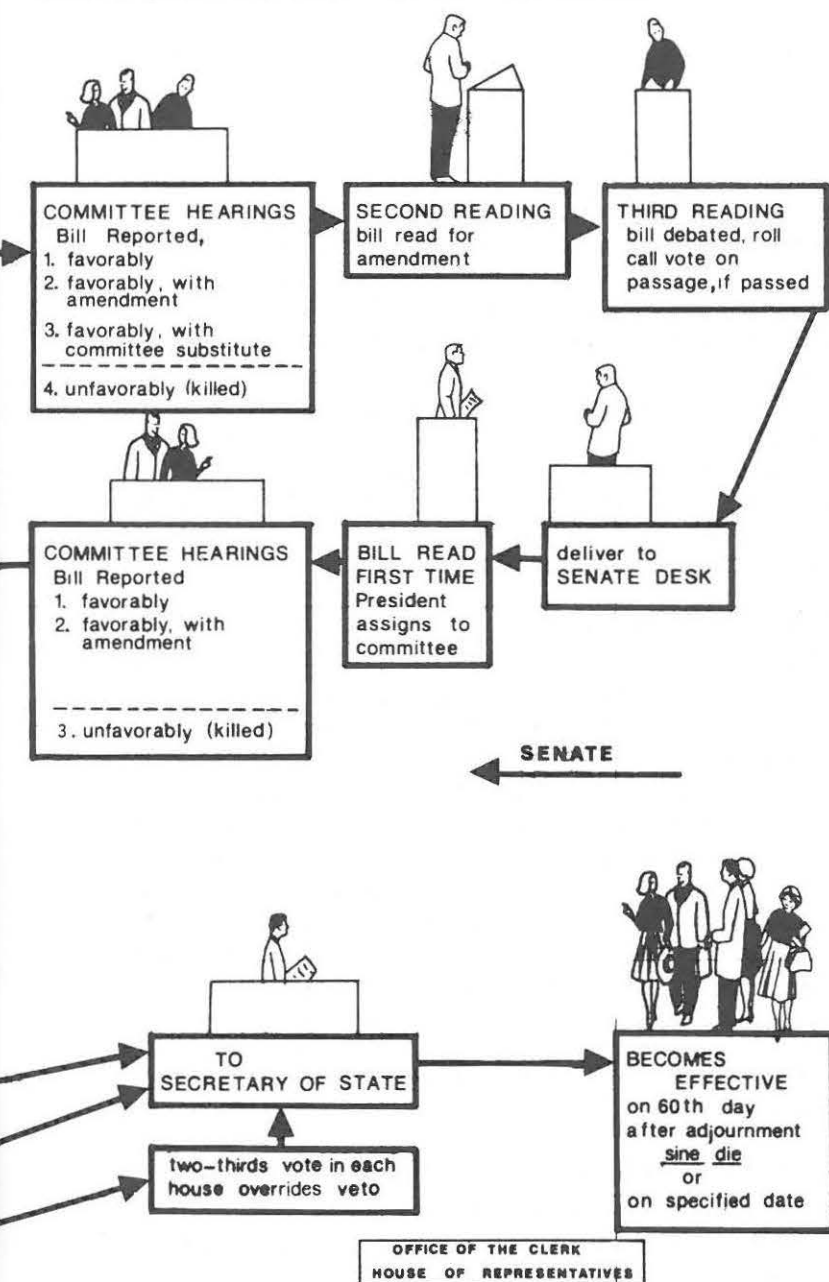 COMMITTEE HEARINGS
Bill Reported,
1. favorably
2. favorably, with
amendment
3. favorably, with
committee substitute
4. unfavorably (killed)
SECOND READING
bill read for
amendment
THIRD READING
bill debated, roll
call vote on
passage, if passed
deliver to
SENATE DESK
BILL READ
FIRST TIME
President
assigns to
committee
COMMITTEE HEARINGS
Bill Reported
1. favorably
2. favorably, with
amendment
3. unfavorably (killed)
SENATE
TO
SECRETARY OF STATE
two-thirds vote in each
house overrides veto
BECOMES
EFFECTIVE
on 60th day
after adjournment
sine die
or
on specified date
OFFICE OF THE CLERK
HOUSE OF REPRESENTATIVES